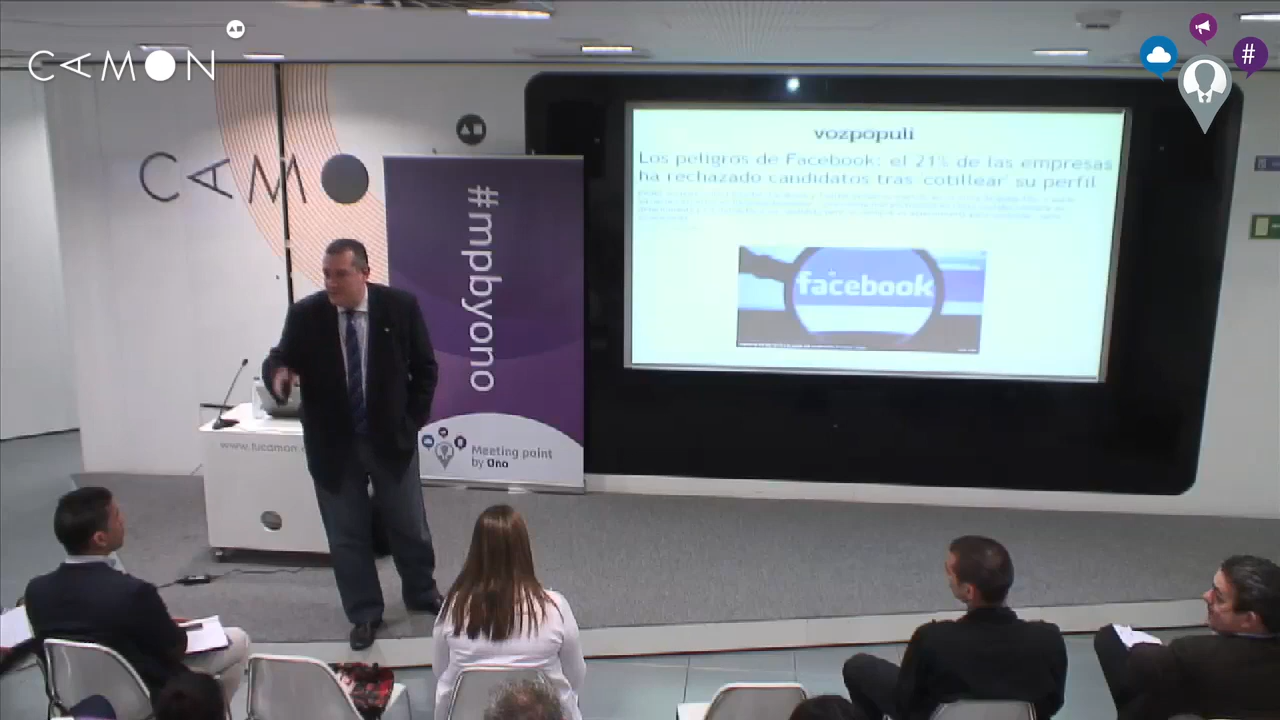 CAMON
#
CAMO
#mpbyono
Meeting point
by Ono
www.tucamon.
vozpopuli
Los peligros de Facebook: el 21% de las empresas
ha rechazado candidatos tras 'cotillear' su perfil
facebook